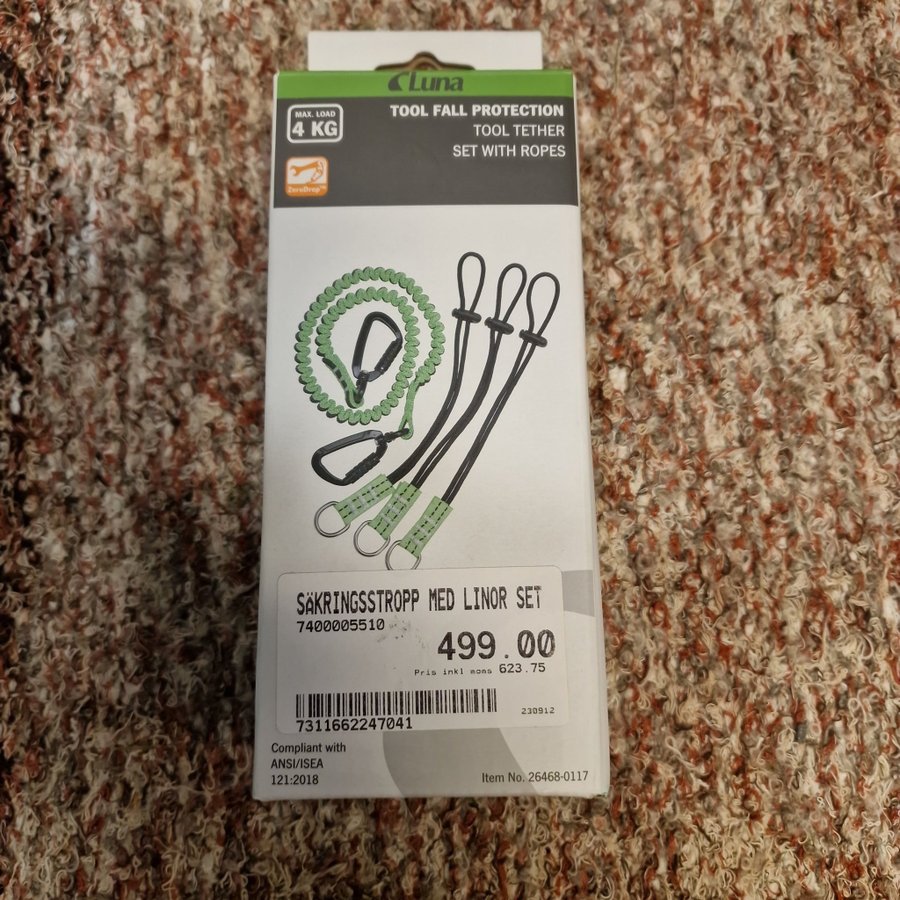 Luna
MAX. LOAD
4 KG
TOOL FALL PROTECTION
TOOL TETHER
SET WITH ROPES
ZeroDrop™
SÄKRINGSSTROPP MED LINOR SET
7400005510
499.00
Pris inkl moms 623.75
230912
7311662247041
Compliant with
ANSI/ISEA
121:2018
Item No. 26468-0117